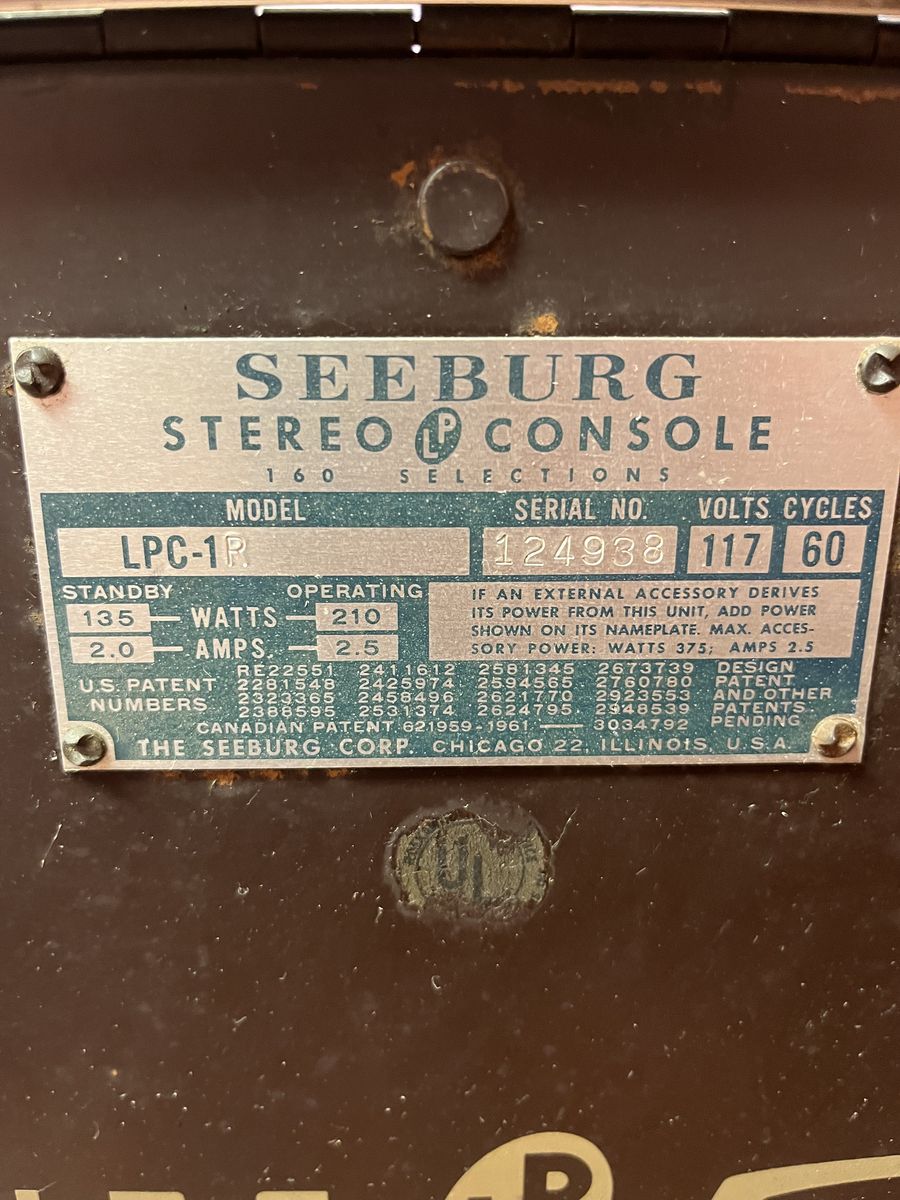 SEEBURG
STEREO LP CONSOLE
160 SELECTIONS
MODEL SERIAL NO. VOLTS CYCLES
LPC-1R 124938 117 60
STANDBY OPERATING
135 — WATTS — 210
2.0 — AMPS. — 2.5
IF AN EXTERNAL ACCESSORY DERIVES
ITS POWER FROM THIS UNIT, ADD POWER
SHOWN ON ITS NAMEPLATE. MAX. ACCES-
SORY POWER: WATTS 375; AMPS 2.5
RE22551 2411612 2581345 2673739 DESIGN
U.S. PATENT 2281548 2425974 2594565 2760780 PATENT
NUMBERS 2323365 2458496 2621770 2923553 AND OTHER
2388595 2531374 2624795 2948539 PATENTS
CANADIAN PATENT 621959-1961 — 3034792 PENDING
THE SEEBURG CORP. CHICAGO 22, ILLINOIS, U.S.A.
UL
LP